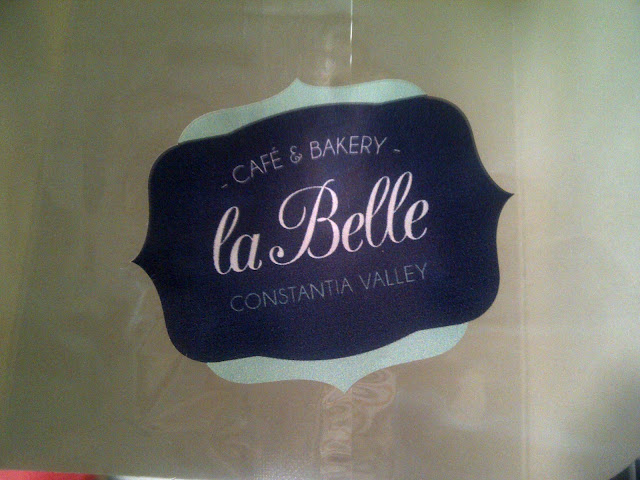 - CAFÉ & BAKERY -
la Belle
CONSTANTIA VALLEY